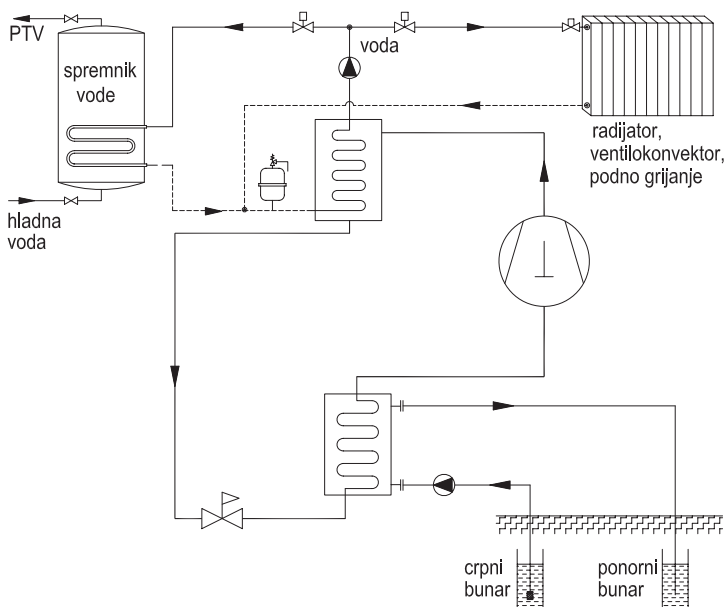 PTV
spremnik
vode
voda
radijator,
ventilokonvektor,
podno grijanje
hladna
voda
crpni
bunar
ponorni
bunar